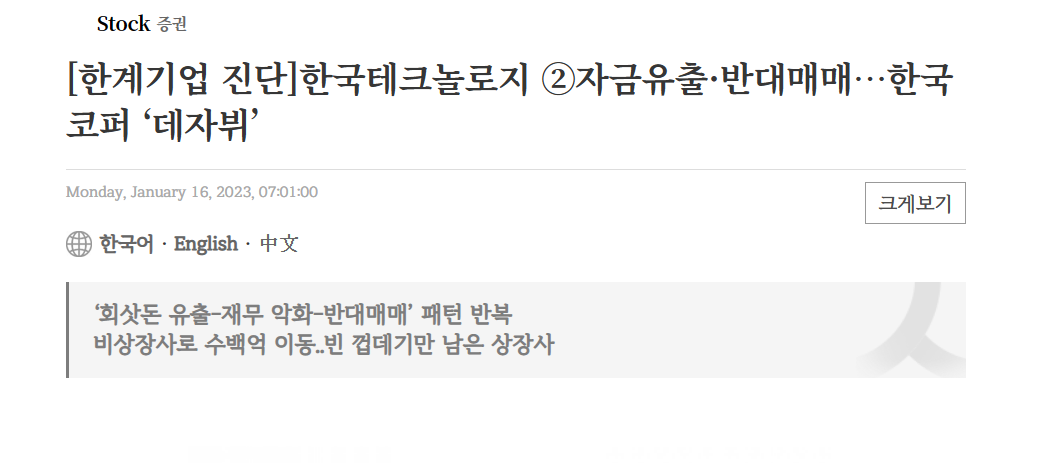 Stock 증권
[한계기업 진단]한국테크놀로지 ②자금유출·반대매매…한국
코퍼 ‘데자뷔’
Monday, January 16, 2023, 07:01:00
크게보기
한국어 · English · 中文
‘회삿돈 유출-재무 악화-반대매매’ 패턴 반복
비상장사로 수백억 이동..빈 껍데기만 남은 상장사